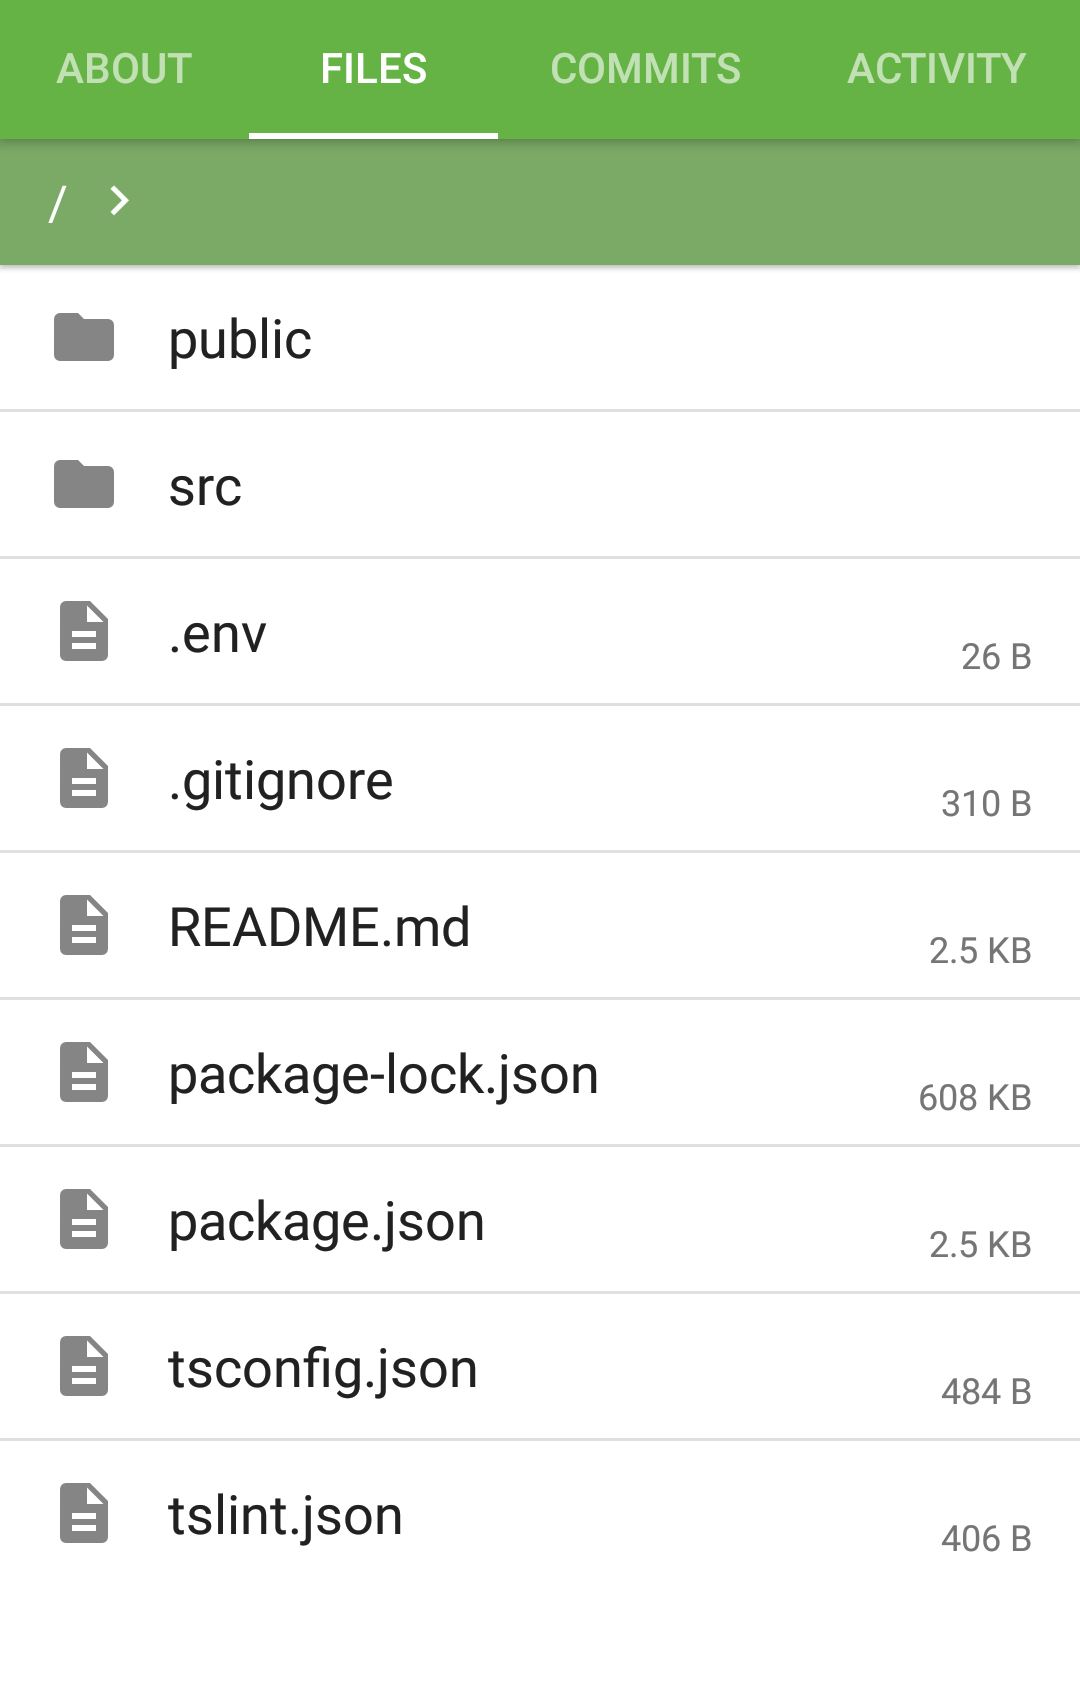 ABOUT FILES COMMITS ACTIVITY
/ >
public
src
.env
26 B
.gitignore
310 B
README.md
2.5 KB
package-lock.json
608 KB
package.json
2.5 KB
tsconfig.json
484 B
tslint.json
406 B